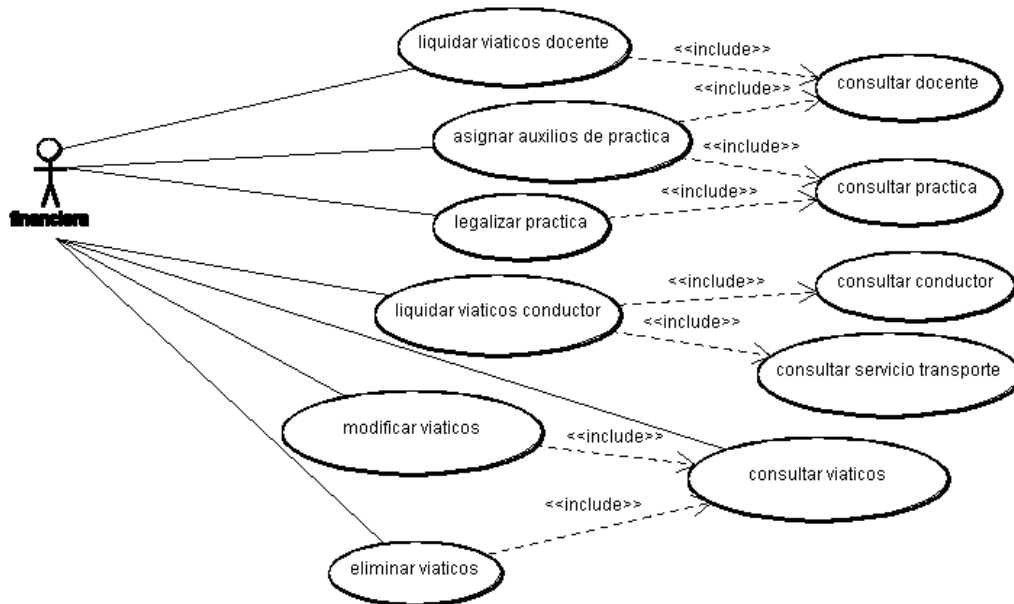 liquidar viaticos docente
<<include>>
consultar docente
<<include>>
asignar auxilios de practica
<<include>>
consultar practica
<<include>>
legalizar practica
financiera
consultar conductor
<<include>>
liquidar viaticos conductor
<<include>>
consultar servicio transporte
modificar viaticos
<<include>>
consultar viaticos
<<include>>
eliminar viaticos